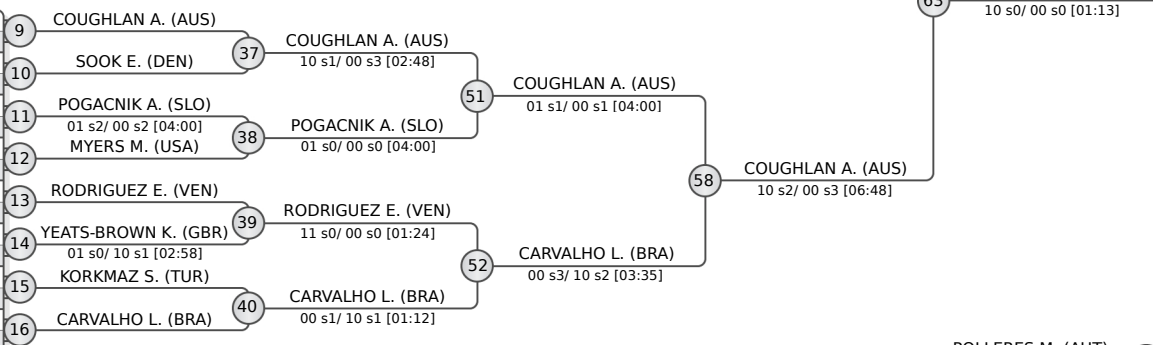 9
COUGHLAN A. (AUS)
10
SOOK E. (DEN)
37
COUGHLAN A. (AUS)
10 s1/ 00 s3 [02:48]
11
POGACNIK A. (SLO)
01 s2/ 00 s2 [04:00]
12
MYERS M. (USA)
38
POGACNIK A. (SLO)
01 s0/ 00 s0 [04:00]
51
COUGHLAN A. (AUS)
01 s1/ 00 s1 [04:00]
13
RODRIGUEZ E. (VEN)
14
YEATS-BROWN K. (GBR)
01 s0/ 10 s1 [02:58]
39
RODRIGUEZ E. (VEN)
11 s0/ 00 s0 [01:24]
15
KORKMAZ S. (TUR)
16
CARVALHO L. (BRA)
40
CARVALHO L. (BRA)
00 s1/ 10 s1 [01:12]
52
CARVALHO L. (BRA)
00 s3/ 10 s2 [03:35]
58
COUGHLAN A. (AUS)
10 s2/ 00 s3 [06:48]
63
10 s0/ 00 s0 [01:13]